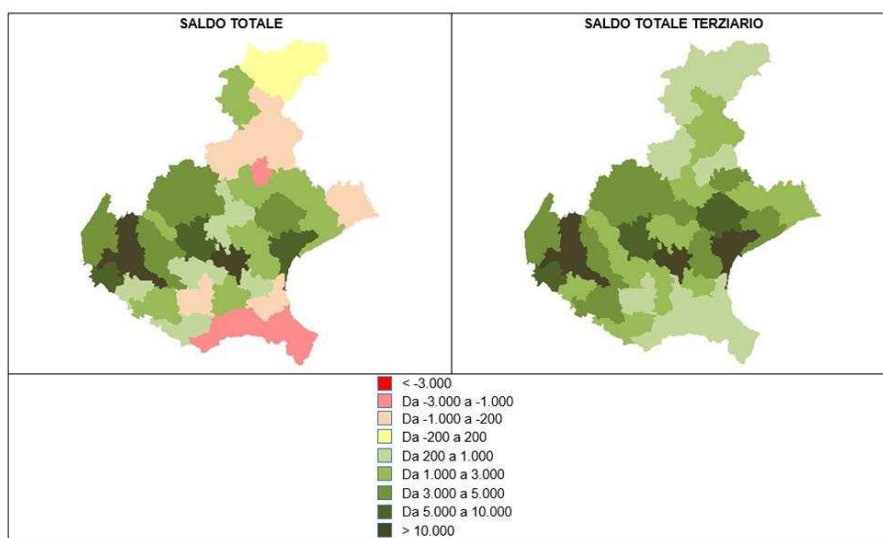 SALDO TOTALE
SALDO TOTALE TERZIARIO
< -3.000
Da -3.000 a -1.000
Da -1.000 a -200
Da -200 a 200
Da 200 a 1.000
Da 1.000 a 3.000
Da 3.000 a 5.000
Da 5.000 a 10.000
> 10.000